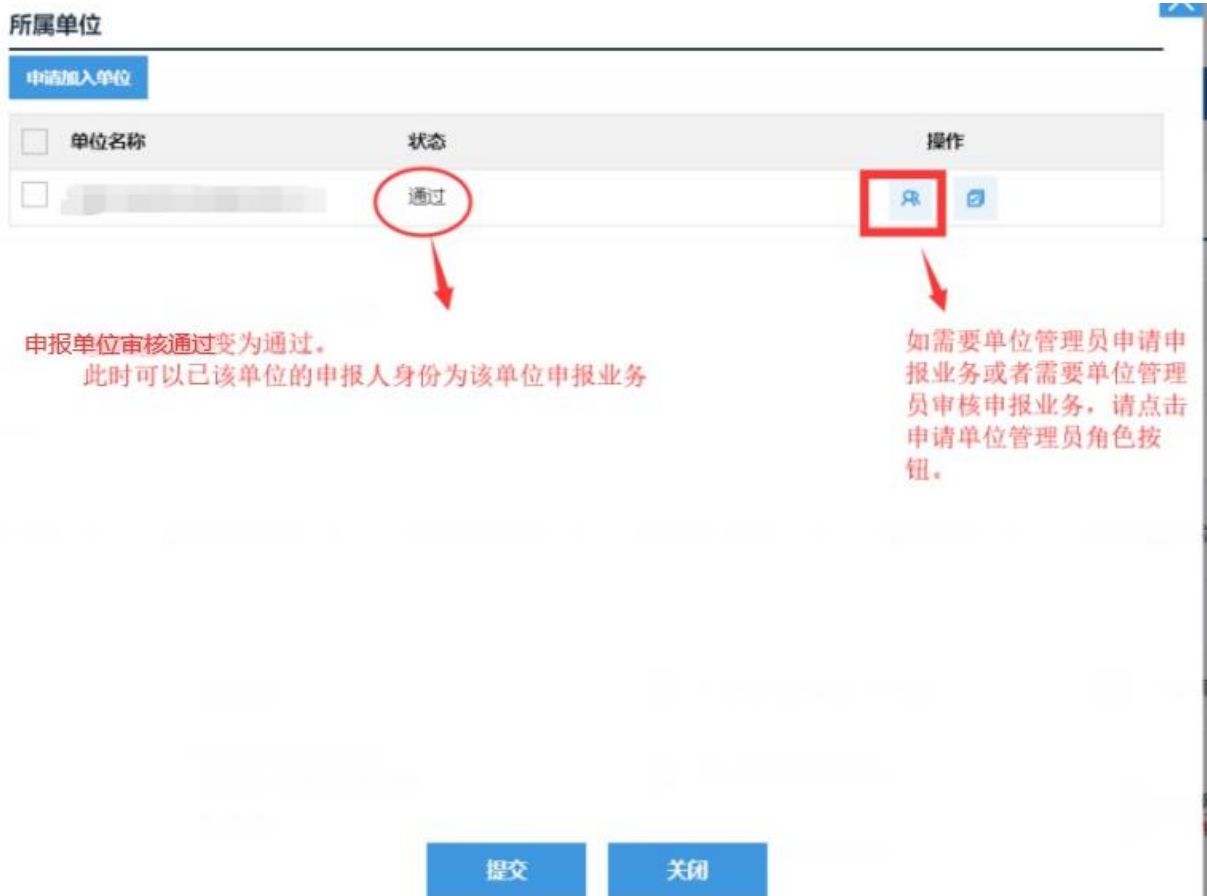 所属单位
申请加入单位
单位名称 状态 操作
通过
申报单位审核通过变为通过。
此时可以已该单位的申报人身份为该单位申报业务
如需要单位管理员申请申
报业务或者需要单位管理
员审核申报业务，请点击
申请单位管理员角色按
钮。
提交 关闭